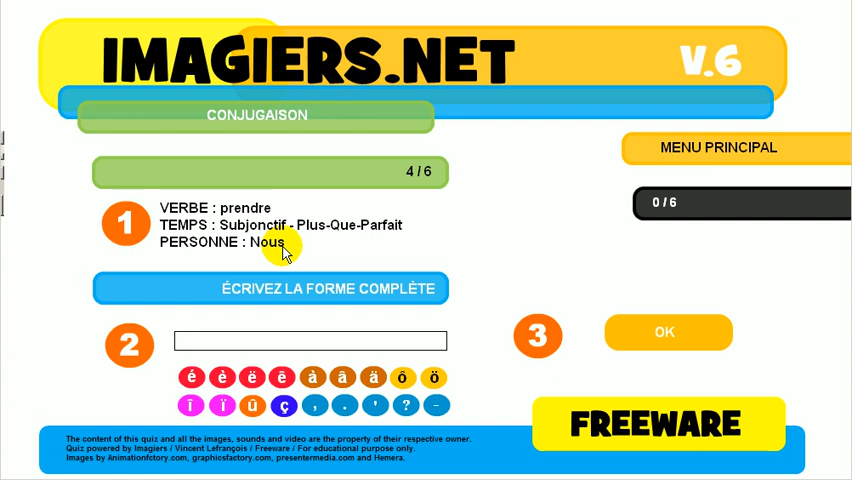 IMAGIERS.NET
V.6
CONJUGAISON
MENU PRINCIPAL
4 / 6
0 / 6
1
VERBE : prendre
TEMPS : Subjonctif - Plus-Que-Parfait
PERSONNE : Nous
ÉCRIVEZ LA FORME COMPLÈTE
2
3
OK
é è ë ê à â ä ô ö
î ï û ç , . ' ? -
FREEWARE
The content of this quiz and all the images, sounds and video are the property of their respective owner.
Quiz powered by Imagiers / Vincent Lefrançois / Freeware / For educational purpose only.
Images by Animationfctory.com, graphicsfactory.com, presentermedia.com and Hemera.